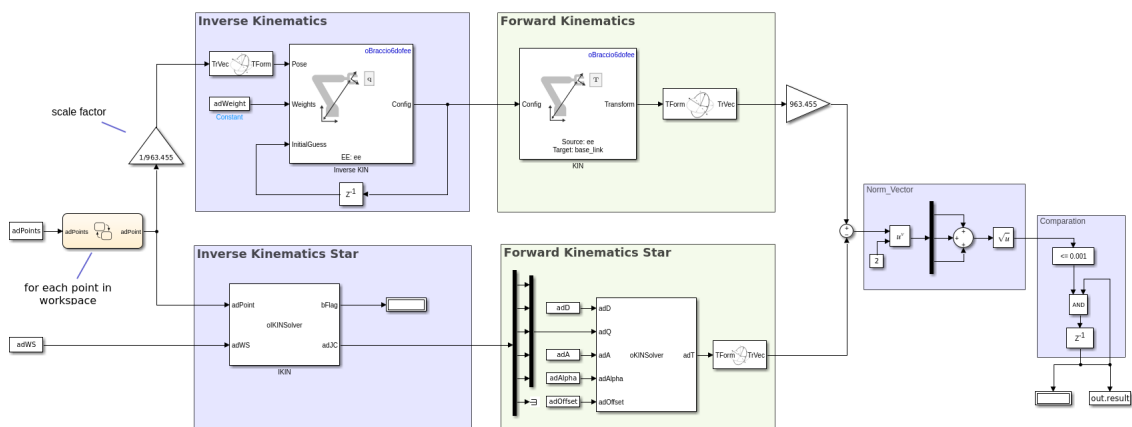 Inverse Kinematics
Forward Kinematics
oBraccio6dofee
oBraccio6dofee
TrVec
TForm
Pose
q
T
scale factor
adWeight
Constant
Weights
Config
Config
Transform
TForm
TrVec
963.455
InitialGuess
1/963.455
EE: ee
Inverse KIN
Source: ee
Target: base_link
KIN
Z-1
Norm_Vector
adPoints
adPoints
adPoint
+
-
uv
2
+
+
+
√u
Comparation
<= 0.001
AND
Z-1
out.result
Inverse Kinematics Star
Forward Kinematics Star
for each point in
workspace
adPoint
bFlag
oIKINSolver
adWS
adWS
adJC
IKIN
adD
adD
adQ
adA
adA
oKINSolver
adT
TForm
TrVec
adAlpha
adAlpha
adOffset
adOffset